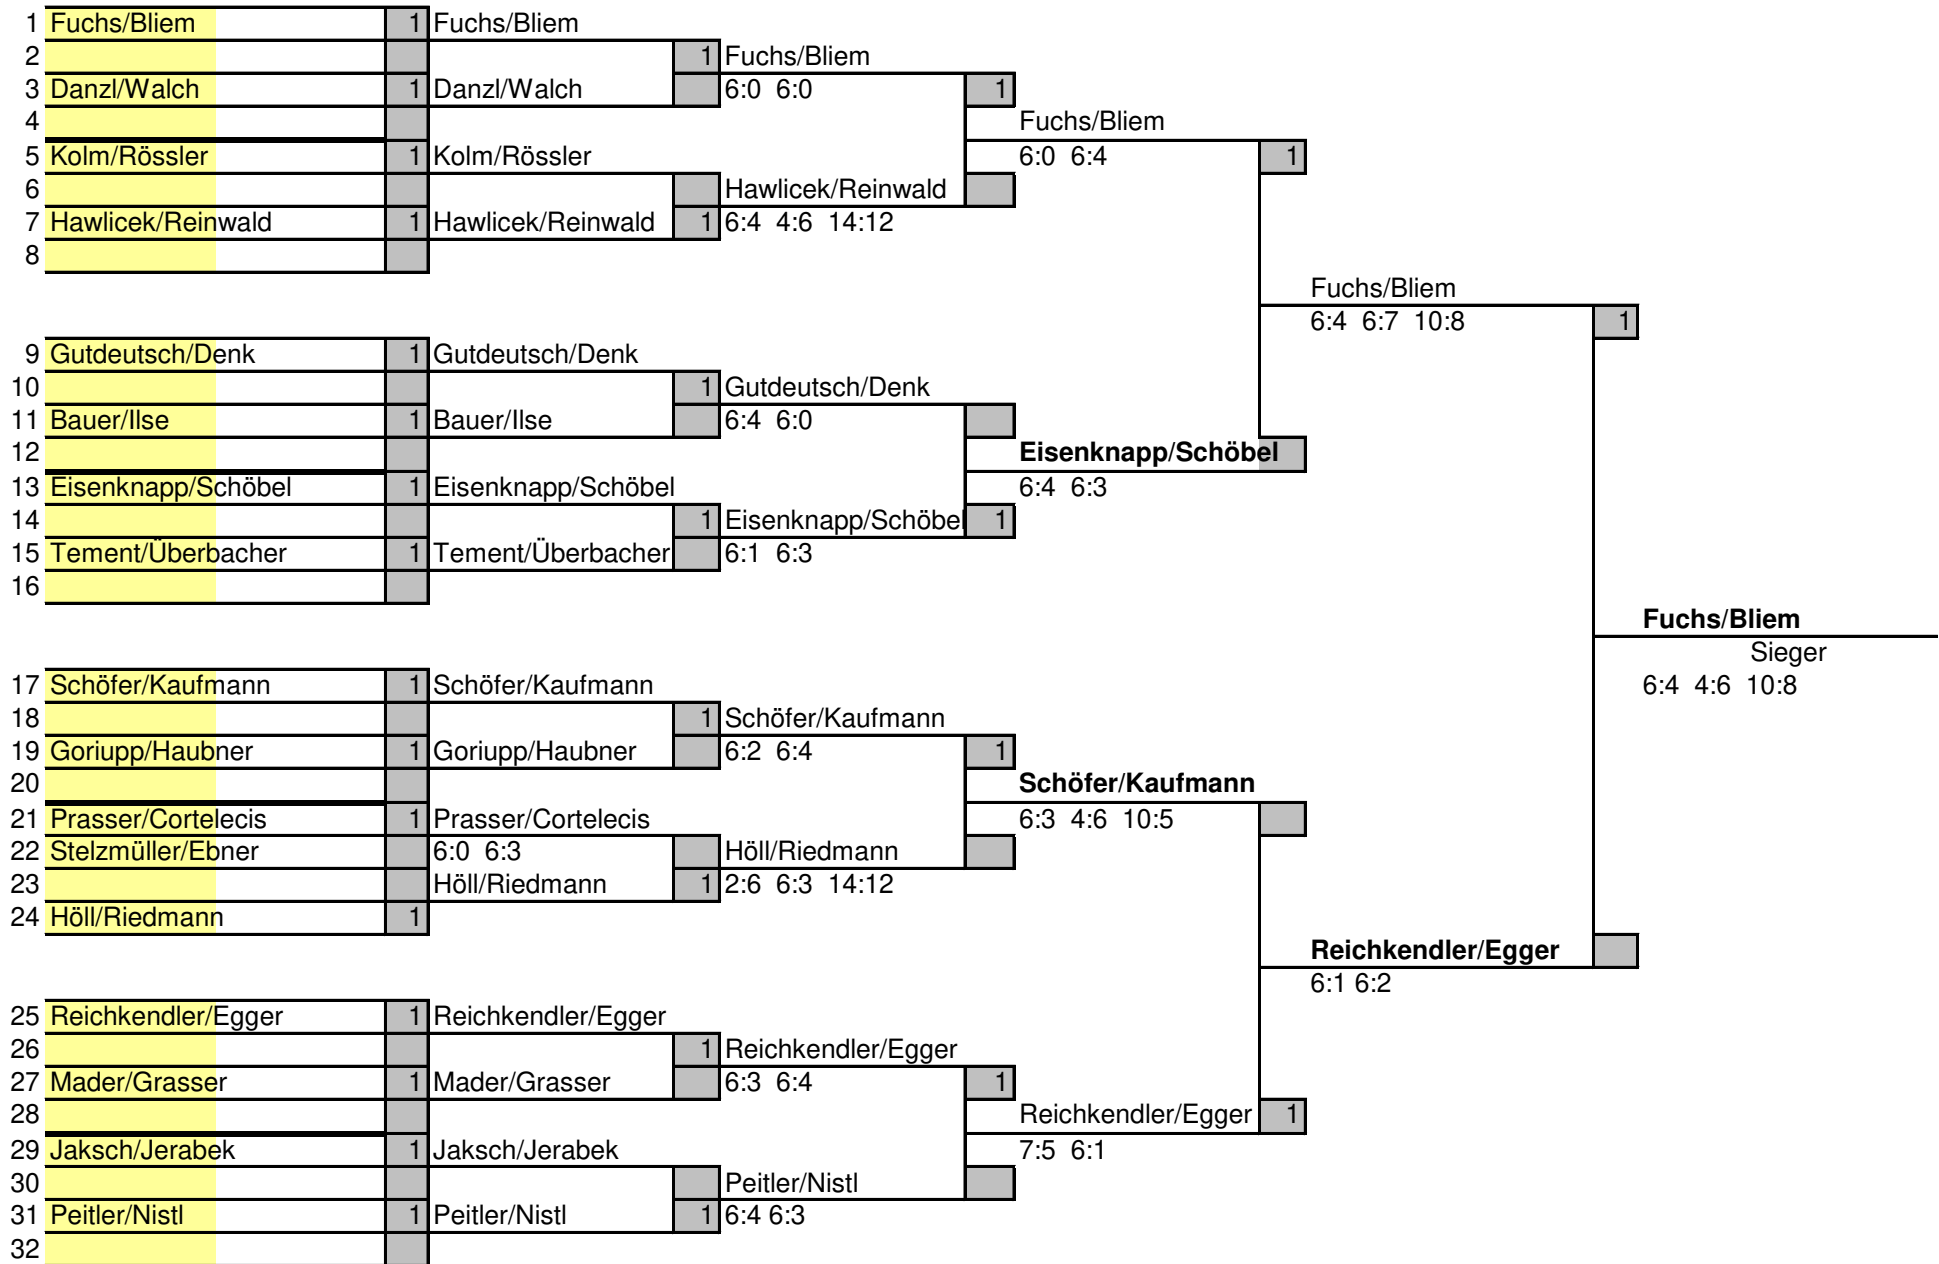 1 Fuchs/Bliem 1 Fuchs/Bliem
2 1 Fuchs/Bliem
3 Danzl/Walch 1 Danzl/Walch 6:0 6:0 1
4 Fuchs/Bliem
5 Kolm/Rössler 1 Kolm/Rössler 6:0 6:4 1
6 Hawlicek/Reinwald
7 Hawlicek/Reinwald 1 Hawlicek/Reinwald 1 6:4 4:6 14:12
8
Fuchs/Bliem
6:4 6:7 10:8 1
9 Gutdeutsch/Denk 1 Gutdeutsch/Denk
10 1 Gutdeutsch/Denk
11 Bauer/Ilse 1 Bauer/Ilse 6:4 6:0
12 Eisenknapp/Schöbel
13 Eisenknapp/Schöbel 1 Eisenknapp/Schöbel 6:4 6:3
14 1 Eisenknapp/Schöbel 1
15 Tement/Überbacher 1 Tement/Überbacher 6:1 6:3
16
Fuchs/Bliem
Sieger
17 Schöfer/Kaufmann 1 Schöfer/Kaufmann 6:4 4:6 10:8
18 1 Schöfer/Kaufmann
19 Goriupp/Haubner 1 Goriupp/Haubner 6:2 6:4 1
20 Schöfer/Kaufmann
21 Prasser/Cortelecis 1 Prasser/Cortelecis 6:3 4:6 10:5
22 Stelzmüller/Ebner 6:0 6:3 Höll/Riedmann
23 Höll/Riedmann 1 2:6 6:3 14:12
24 Höll/Riedmann 1
Reichkendler/Egger
6:1 6:2
25 Reichkendler/Egger 1 Reichkendler/Egger
26 1 Reichkendler/Egger
27 Mader/Grasser 1 Mader/Grasser 6:3 6:4 1
28 Reichkendler/Egger 1
29 Jaksch/Jerabek 1 Jaksch/Jerabek 7:5 6:1
30 Peitler/Nistl
31 Peitler/Nistl 1 Peitler/Nistl 1 6:4 6:3
32